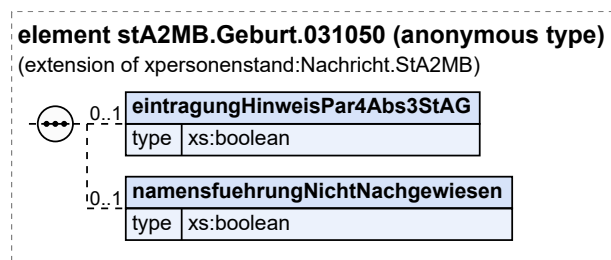 element stA2MB.Geburt.031050 (anonymous type)
(extension of xpersonenstand:Nachricht.StA2MB)
0..1 eintragungHinweisPar4Abs3StAG
type xs:boolean
0..1 namensfuehrungNichtNachgewiesen
type xs:boolean